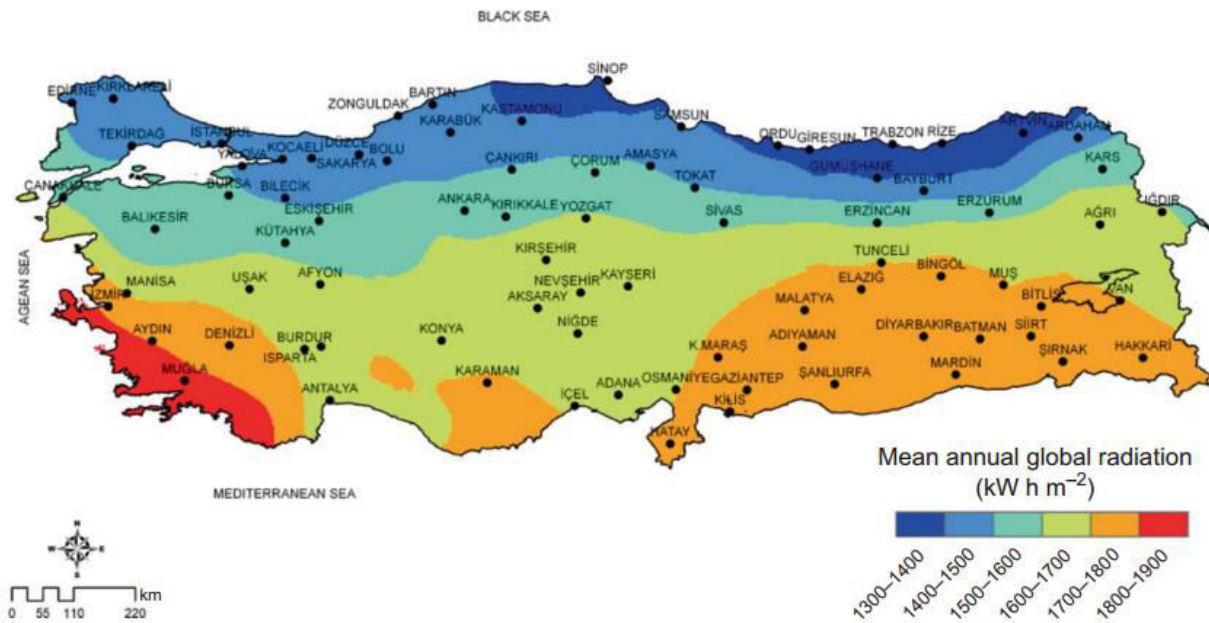 BLACK SEA
SİNOP
EDİRNE
KIRKLARELİ
BARTIN
ZONGULDAK
KASTAMONU
SAMSUN
KARABÜK
TEKİRDAĞ
İSTANBUL
KOCAELİ
DÜZCE
BOLU
SAKARYA
YALOVA
ORDU
GİRESUN
TRABZON
RİZE
ARTVİN
ARDAHAM
ÇANKIRI
ÇORUM
AMASYA
TOKAT
GUMÜŞHANE
BAYBURT
KARS
ÇANAKKALE
BURSA
BİLECİK
ESKİŞEHİR
ANKARA
KIRIKKALE
YOZGAT
SİVAS
ERZİNCAN
ERZURUM
IĞDIR
AĞRI
BALIKESİR
KÜTAHYA
KIRŞEHİR
TUNCELİ
AGEAN SEA
MANİSA
UŞAK
AFYON
NEVŞEHİR
KAYSERİ
ELAZIĞ
BİNGÖL
MUŞ
BİTLİS
VAN
İZMİR
AKSARAY
MALATYA
AYDIN
DENİZLİ
BURDUR
ISPARTA
KONYA
NİĞDE
ADIYAMAN
DİYARBAKIR
BATMAN
SİİRT
K.MARAŞ
HAKKARİ
MUĞLA
ANTALYA
KARAMAN
İÇEL
ADANA
OSMANİYE
GAZİANTEP
ŞANLIURFA
MARDİN
ŞIRNAK
KİLİS
HATAY
MEDITERRANEAN SEA
Mean annual global radiation
(kW h m–2)
1300–1400
1400–1500
1500–1600
1600–1700
1700–1800
1800–1900
N
W E
S
km
0 55 110 220